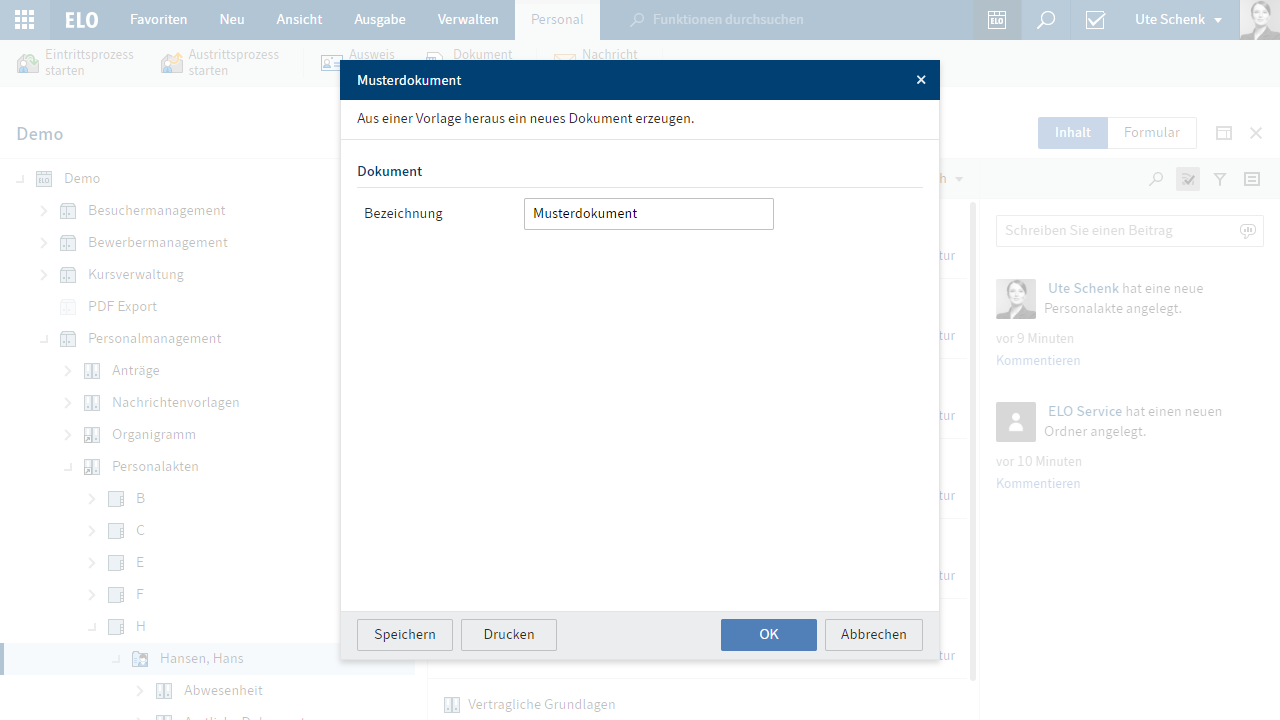 ELO Favoriten Neu Ansicht Ausgabe Verwalten Personal Funktionen durchsuchen ELO Ute Schenk
Eintrittsprozess starten
Austrittsprozess starten
Ausweis
Dokument
Nachricht
Musterdokument
Aus einer Vorlage heraus ein neues Dokument erzeugen.
Dokument
Bezeichnung Musterdokument
Speichern Drucken OK Abbrechen
Demo
Inhalt Formular
ELO Demo
Besuchermanagement
Bewerbermanagement
Kursverwaltung
PDF Export
Personalmanagement
Anträge
Nachrichtenvorlagen
Organigramm
Personalakten
B
C
E
F
H
Hansen, Hans
Abwesenheit
h
tur
tur
tur
tur
tur
tur
Vertragliche Grundlagen
Schreiben Sie einen Beitrag
Ute Schenk hat eine neue
Personalakte angelegt.
vor 9 Minuten
Kommentieren
ELO Service hat einen neuen
Ordner angelegt.
vor 10 Minuten
Kommentieren